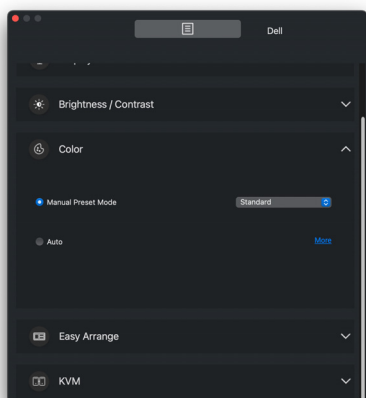 Dell
Brightness / Contrast
Color
Manual Preset Mode
Standard
Auto
More
Easy Arrange
KVM